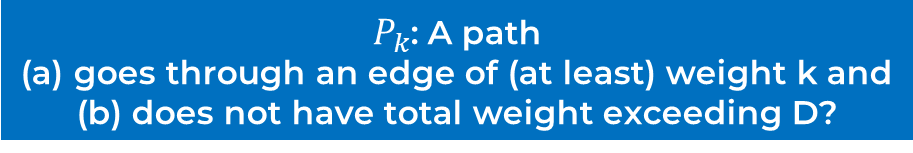 P_k: A path
(a) goes through an edge of (at least) weight k and
(b) does not have total weight exceeding D?